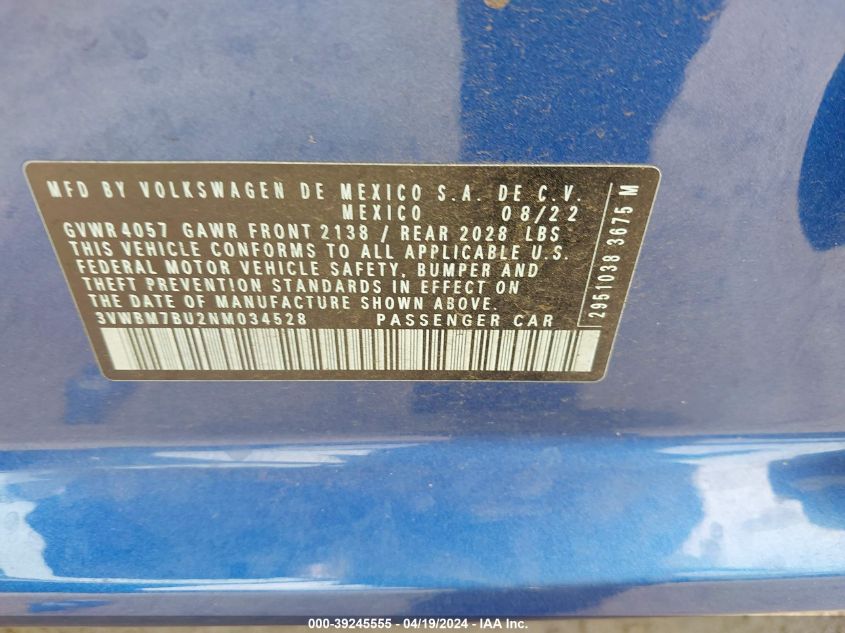 MFD BY VOLKSWAGEN DE MEXICO S.A. DE C.V.
MEXICO 08/22
GVWR 4057 GAWR FRONT 2138 / REAR 2028 LBS
THIS VEHICLE CONFORMS TO ALL APPLICABLE U.S.
FEDERAL MOTOR VEHICLE SAFETY, BUMPER AND
THEFT PREVENTION STANDARDS IN EFFECT ON
THE DATE OF MANUFACTURE SHOWN ABOVE.
3VWBM7BU2NM034528 PASSENGER CAR
2951038 3675 M
000-39245555 - 04/19/2024 - IAA Inc.